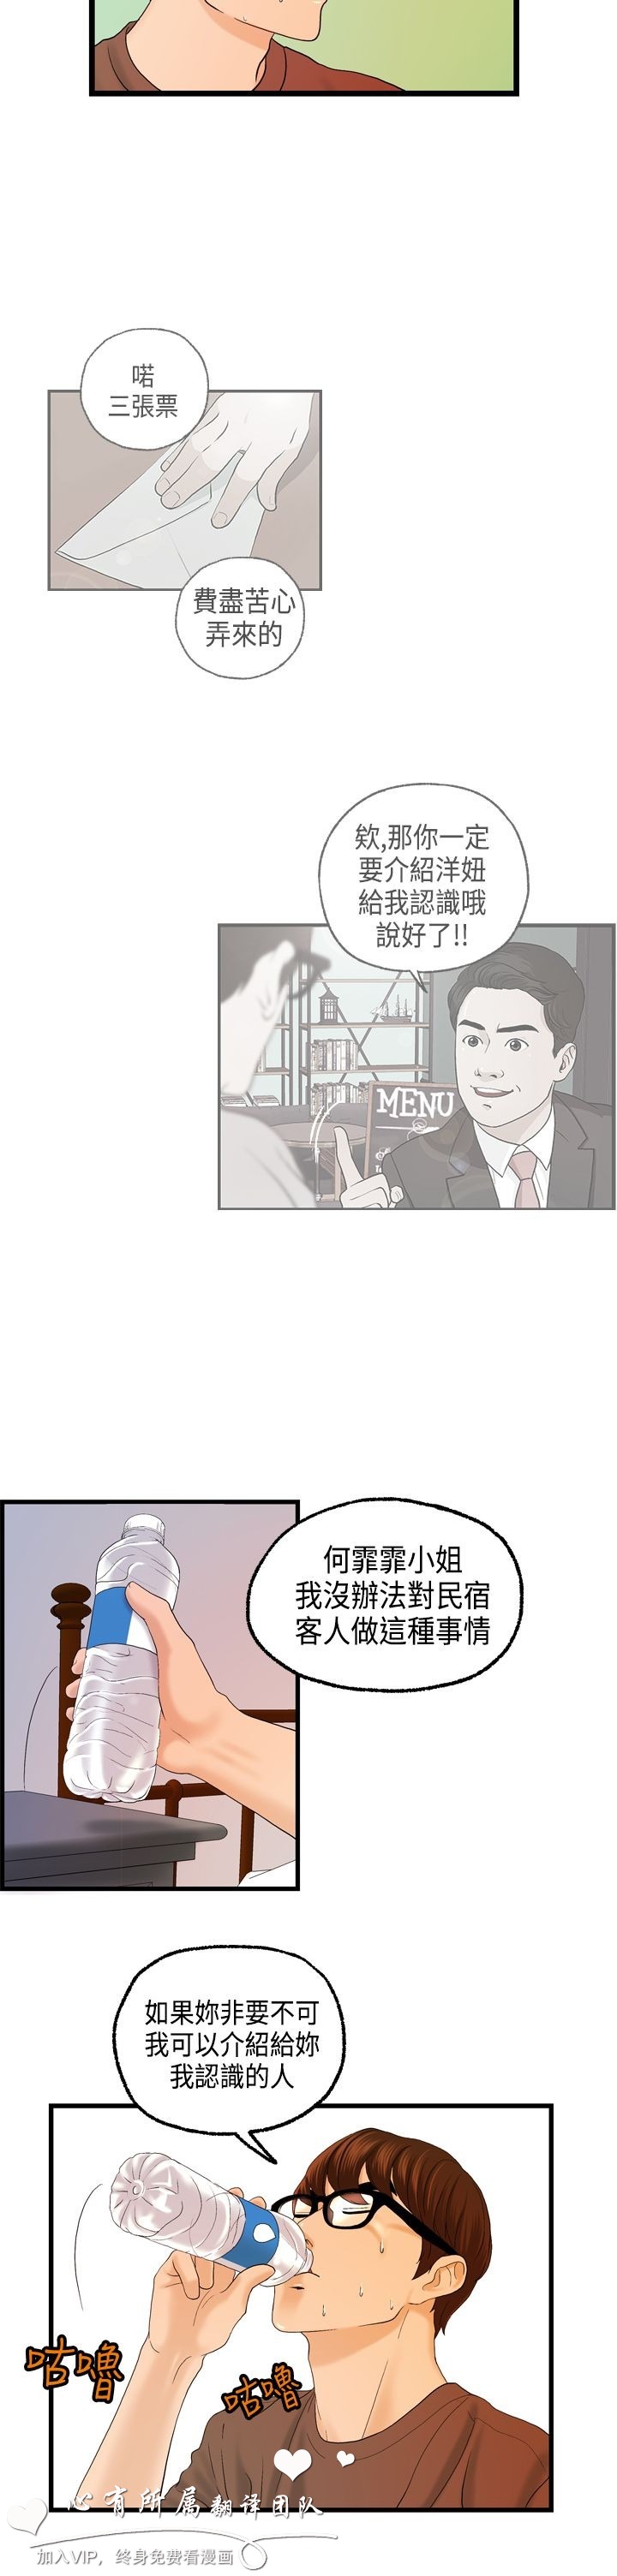 喏
三張票
費盡苦心
弄來的
欸,那你一定
要介紹洋妞
給我認識哦
說好了!!
MENU
何霏霏小姐
我沒辦法對民宿
客人做這種事情
如果妳非要不可
我可以介紹給妳
我認識的人
咕嚕
咕嚕
心有所属翻译团队
加入VIP，终身免费看漫画